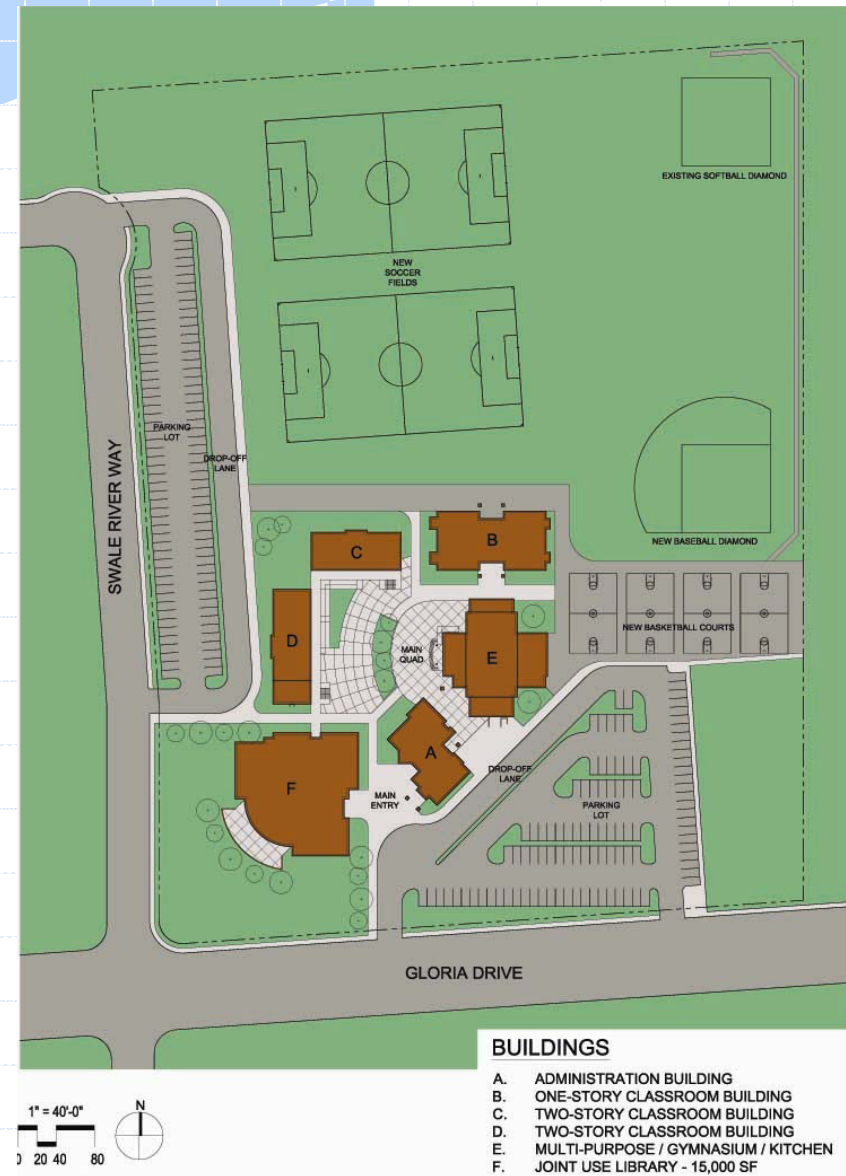 EXISTING SOFTBALL DIAMOND
NEW
SOCCER
FIELDS
PARKING
LOT
DROP-OFF
LANE
SWALE RIVER WAY
NEW BASEBALL DIAMOND
C
B
D
NEW BASKETBALL COURTS
MAIN
QUAD
E
A
DROP-OFF
LANE
F
MAIN
ENTRY
PARKING
LOT
GLORIA DRIVE
BUILDINGS
A. ADMINISTRATION BUILDING
B. ONE-STORY CLASSROOM BUILDING
C. TWO-STORY CLASSROOM BUILDING
D. TWO-STORY CLASSROOM BUILDING
E. MULTI-PURPOSE / GYMNASIUM / KITCHEN
F. JOINT USE LIBRARY - 15,000 SF
1" = 40'-0"
N
0 20 40 80